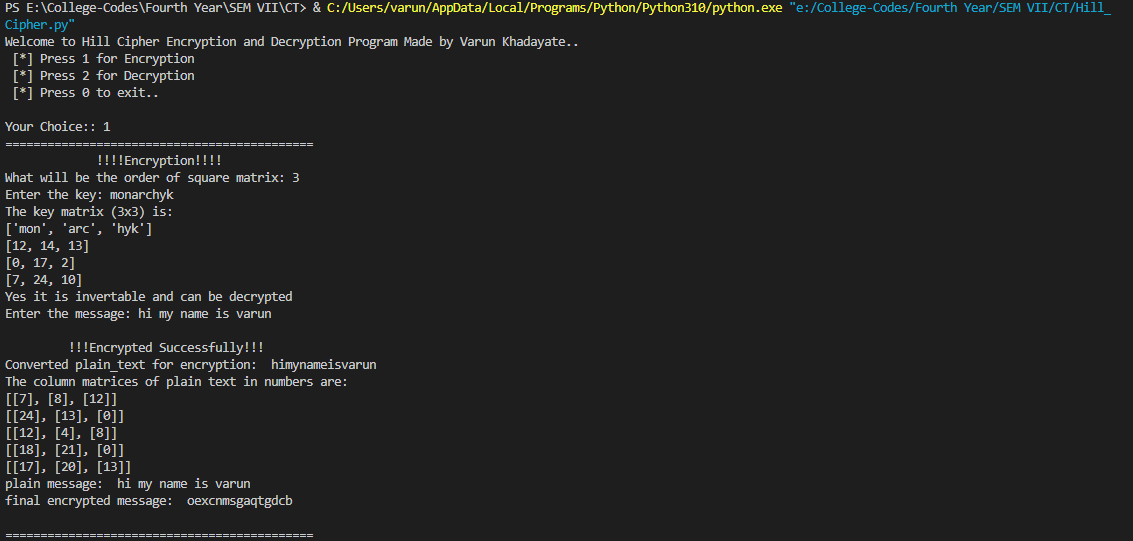 PS E:\College-Codes\Fourth Year\SEM VII\CT> & C:/Users/varun/AppData/Local/Programs/Python/Python310/python.exe "e:/College-Codes/Fourth Year/SEM VII/CT/Hill_
Cipher.py"
Welcome to Hill Cipher Encryption and Decryption Program Made by Varun Khadayate..
 [*] Press 1 for Encryption
 [*] Press 2 for Decryption
 [*] Press 0 to exit..

Your Choice:: 1
============================================
             !!!!Encryption!!!!
What will be the order of square matrix: 3
Enter the key: monarchyk
The key matrix (3x3) is:
['mon', 'arc', 'hyk']
[12, 14, 13]
[0, 17, 2]
[7, 24, 10]
Yes it is invertable and can be decrypted
Enter the message: hi my name is varun

         !!!Encrypted Successfully!!!
Converted plain_text for encryption:  himynameisvarun
The column matrices of plain text in numbers are:
[[7], [8], [12]]
[[24], [13], [0]]
[[12], [4], [8]]
[[18], [21], [0]]
[[17], [20], [13]]
plain message:  hi my name is varun
final encrypted message:  oexcnmsgaqtgdcb

============================================